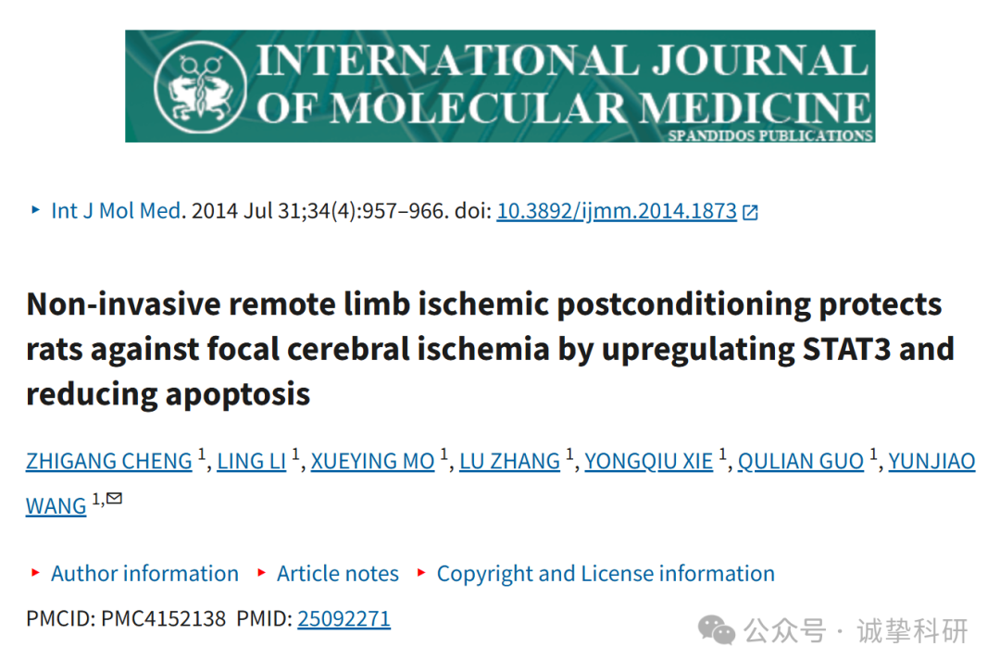 INTERNATIONAL JOURNAL
OF MOLECULAR MEDICINE
SPANDIDOS PUBLICATIONS
Int J Mol Med. 2014 Jul 31;34(4):957–966. doi: 10.3892/ijmm.2014.1873
Non-invasive remote limb ischemic postconditioning protects
rats against focal cerebral ischemia by upregulating STAT3 and
reducing apoptosis
ZHIGANG CHENG 1, LING LI 1, XUEYING MO 1, LU ZHANG 1, YONGQIU XIE 1, QULIAN GUO 1, YUNJIAO
WANG 1,
Author information Article notes Copyright and License information
PMCID: PMC4152138 PMID: 25092271
公众号 · 诚挚科研